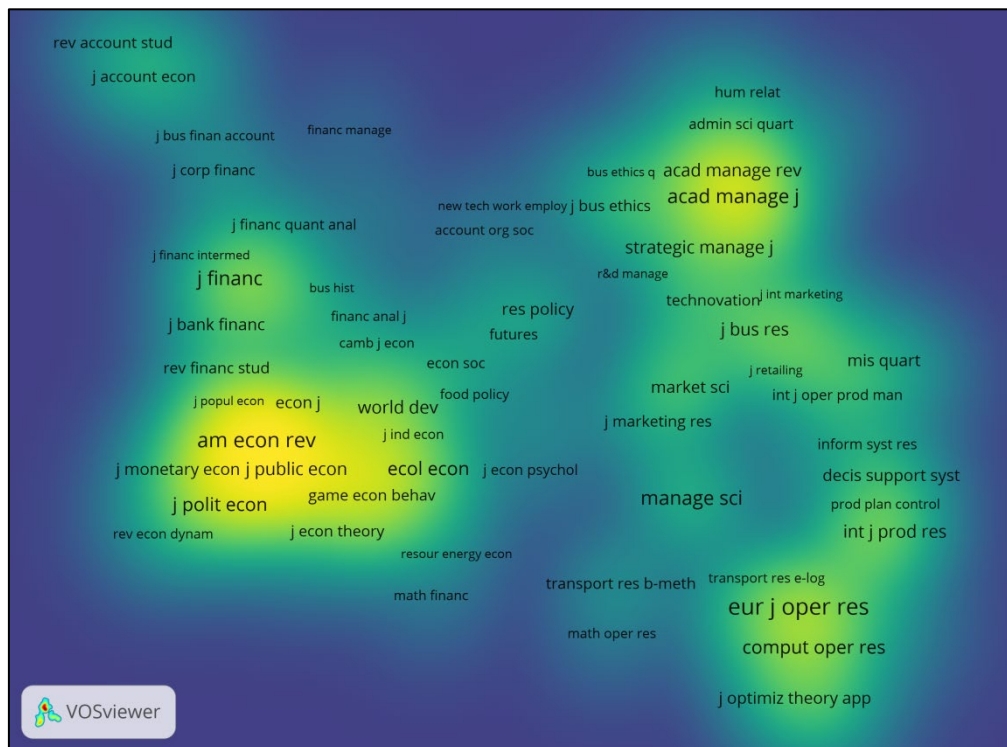 rev account stud
j account econ
hum relat
admin sci quart
j bus finan account
financ manage
j corp financ
bus ethics q
acad manage rev
acad manage j
new tech work employ
j bus ethics
j financ quant anal
account org soc
strategic manage j
j financ intermed
j financ
r&d manage
bus hist
technovation
j int marketing
res policy
financ anal j
j bank financ
j bus res
futures
camb j econ
rev financ stud
econ soc
mis quart
j retailing
market sci
food policy
int j oper prod man
j popul econ
econ j
world dev
j marketing res
am econ rev
j ind econ
inform syst res
j monetary econ
j public econ
ecol econ
j econ psychol
decis support syst
game econ behav
manage sci
j polit econ
prod plan control
rev econ dynam
j econ theory
int j prod res
resour energy econ
transport res b-meth
transport res e-log
math financ
eur j oper res
math oper res
comput oper res
j optimiz theory app
VOSviewer